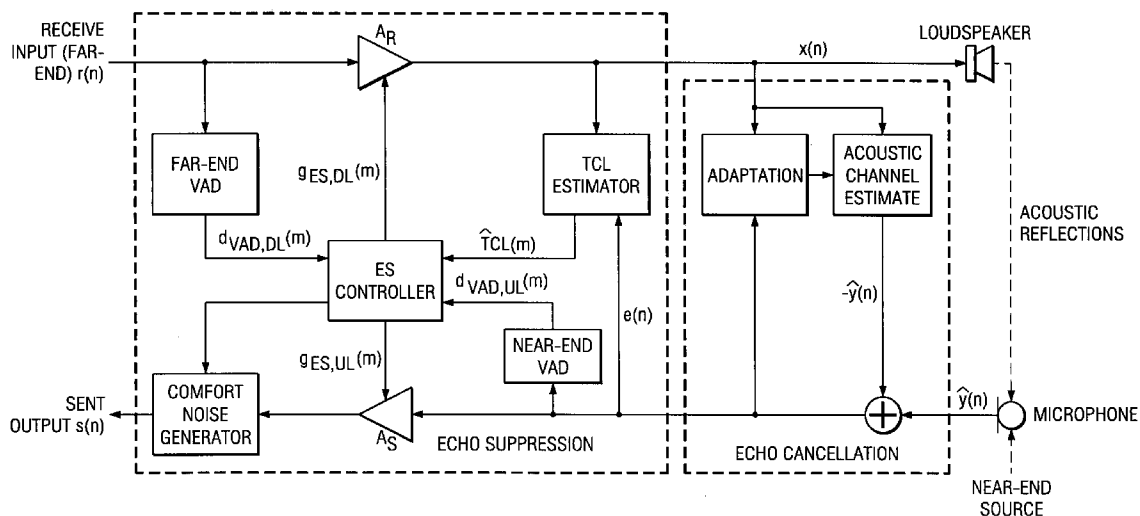 RECEIVE
INPUT (FAR-
END) r(n)
A_R
x(n)
LOUDSPEAKER
FAR-END
VAD
g_ES,DL(m)
TCL
ESTIMATOR
ADAPTATION
ACOUSTIC
CHANNEL
ESTIMATE
ACOUSTIC
REFLECTIONS
d_VAD,DL(m)
T̂CL(m)
ES
CONTROLLER
d_VAD,UL(m)
e(n)
-ŷ(n)
g_ES,UL(m)
NEAR-END
VAD
SENT
OUTPUT s(n)
COMFORT
NOISE
GENERATOR
A_S
ECHO SUPPRESSION
+
ŷ(n)
MICROPHONE
ECHO CANCELLATION
NEAR-END
SOURCE